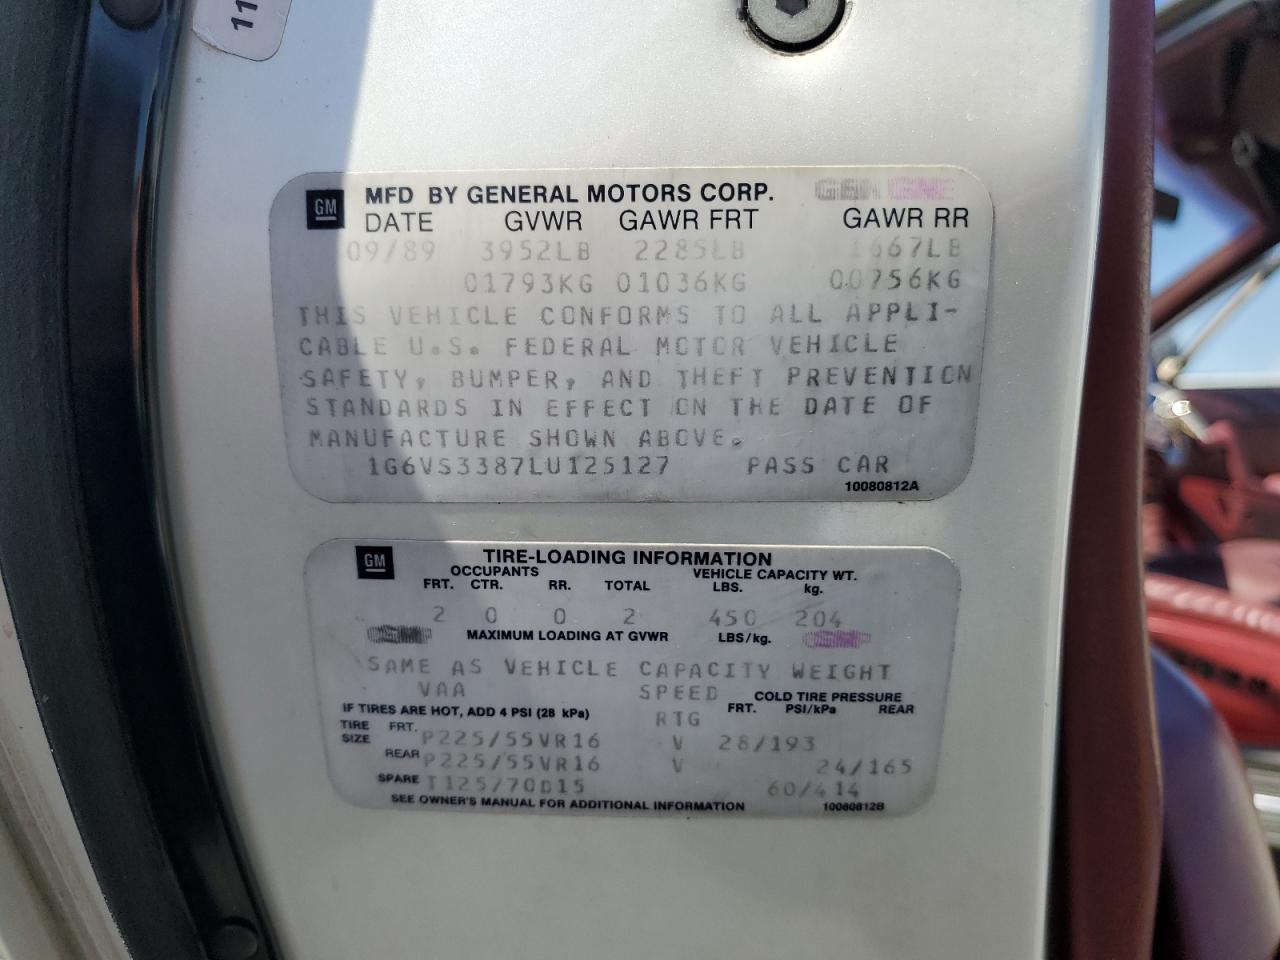 11
GM MFD BY GENERAL MOTORS CORP.
DATE GVWR GAWR FRT GAWR RR
09/89 3952LB 2285LB 1667LB
01793KG 01036KG 00756KG
THIS VEHICLE CONFORMS TO ALL APPLI-
CABLE U.S. FEDERAL MOTOR VEHICLE
SAFETY, BUMPER, AND THEFT PREVENTION
STANDARDS IN EFFECT ON THE DATE OF
MANUFACTURE SHOWN ABOVE.
1G6VS3387LU125127 PASS CAR
10080812A
GM TIRE-LOADING INFORMATION
OCCUPANTS VEHICLE CAPACITY WT.
FRT. CTR. RR. TOTAL LBS. kg.
2 0 0 2 450 204
MAXIMUM LOADING AT GVWR LBS/kg.
SAME AS VEHICLE CAPACITY WEIGHT
VAA SPEED COLD TIRE PRESSURE
IF TIRES ARE HOT, ADD 4 PSI (28 kPa) RTG FRT. PSI/kPa REAR
TIRE SIZE FRT. P225/55VR16 V 28/193
REAR P225/55VR16 V 24/165
SPARE T125/70D15 60/414
SEE OWNER'S MANUAL FOR ADDITIONAL INFORMATION 10080812B